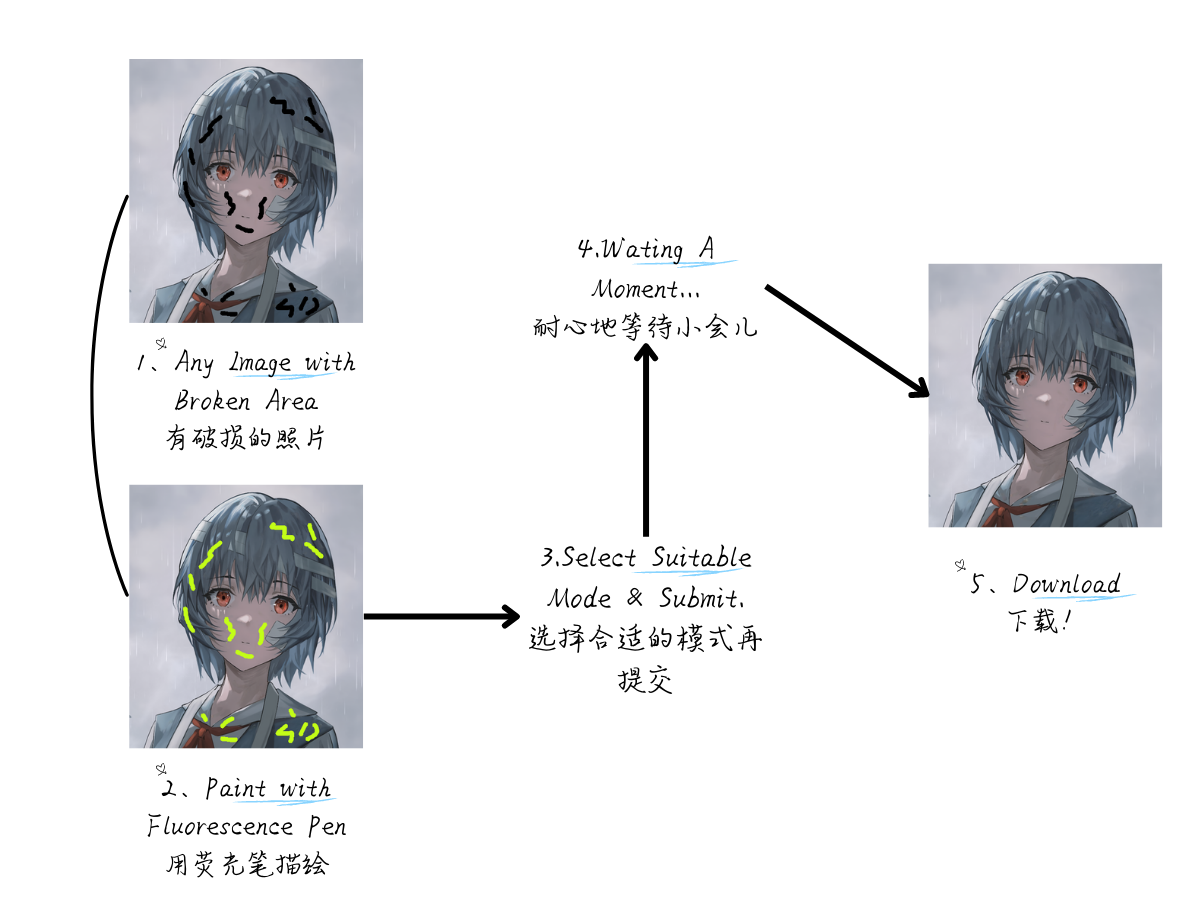 1、Any Image with
Broken Area
有破损的照片
2、Paint with
Fluorescence Pen
用荧光笔描绘
3.Select Suitable
Mode & Submit.
选择合适的模式再
提交
4.Wating A
Moment...
耐心地等待小会儿
5、Download
下载!